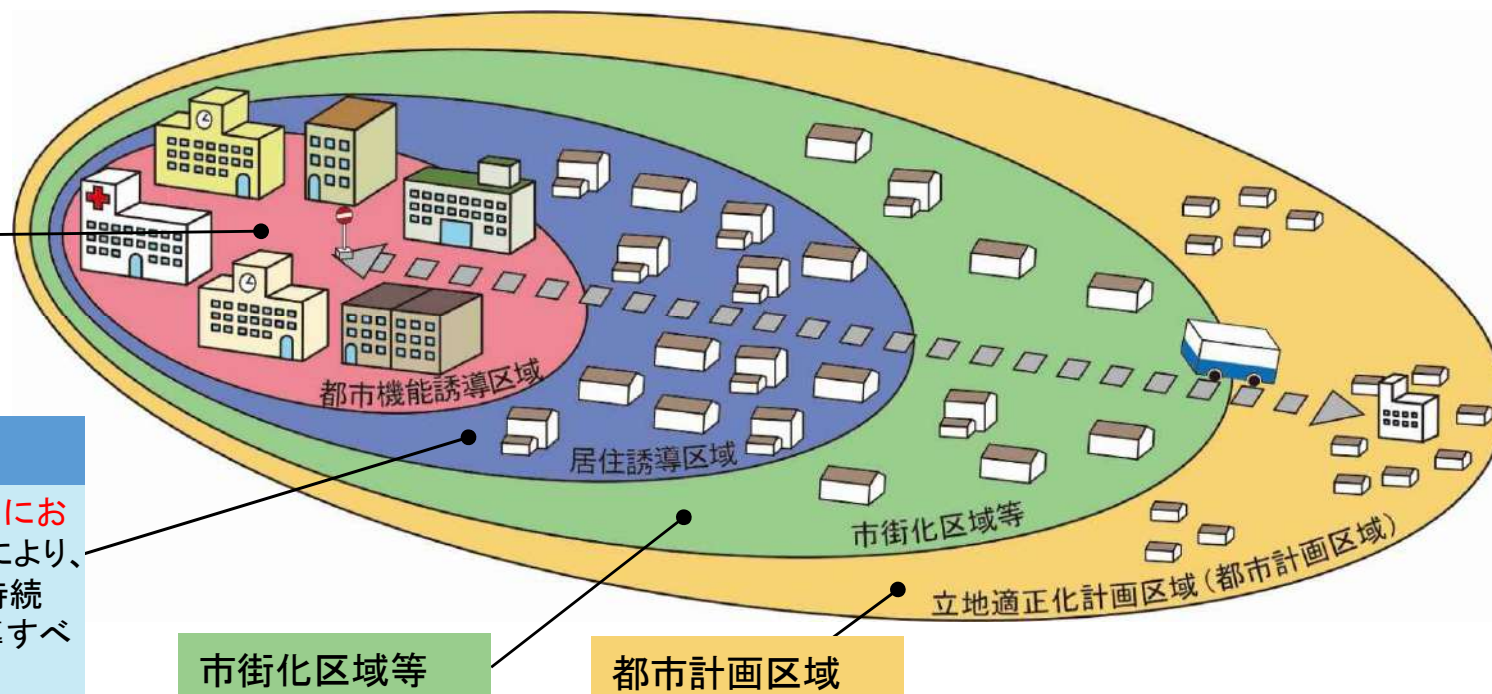 都市機能誘導区域
居住誘導区域
市街化区域等
立地適正化計画区域(都市計画区域)
にお
により、
持続
すべ
市街化区域等
都市計画区域